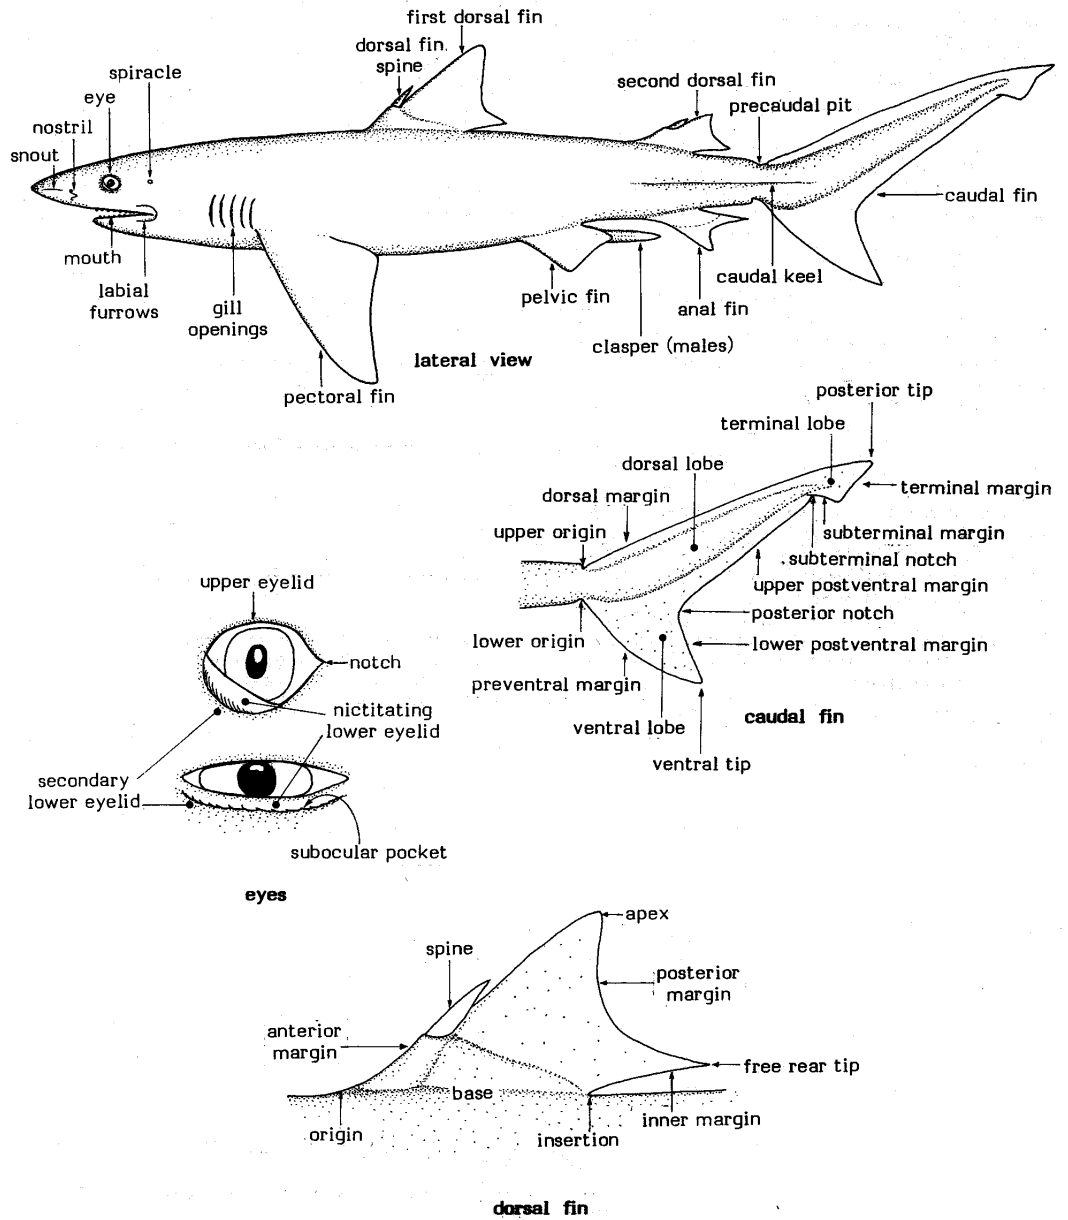 first dorsal fin
dorsal fin
spine
spiracle
eye
nostril
snout
second dorsal fin
precaudal pit
caudal fin
mouth
labial
furrows
gill
openings
pectoral fin
lateral view
pelvic fin
clasper (males)
anal fin
caudal keel
posterior tip
terminal lobe
dorsal lobe
dorsal margin
upper origin
terminal margin
subterminal margin
subterminal notch
upper postventral margin
posterior notch
lower postventral margin
lower origin
preventral margin
ventral lobe
ventral tip
caudal fin
upper eyelid
notch
nictitating
lower eyelid
secondary
lower eyelid
subocular pocket
eyes
apex
spine
posterior
margin
anterior
margin
free rear tip
base
inner margin
origin
insertion
dorsal fin